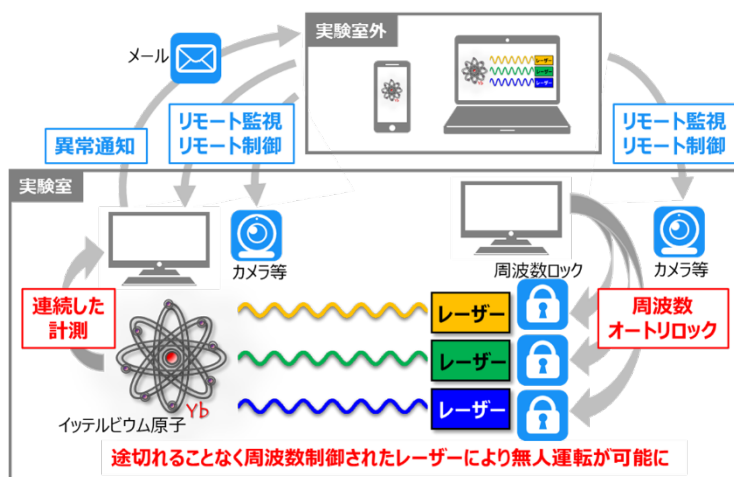 実験室外
メール
レーザー
レーザー
レーザー
Yb
異常通知
リモート監視
リモート制御
リモート監視
リモート制御
実験室
カメラ等
周波数ロック
カメラ等
連続した
計測
レーザー
レーザー
レーザー
周波数
オートリロック
Yb
イッテルビウム原子
途切れることなく周波数制御されたレーザーにより無人運転が可能に